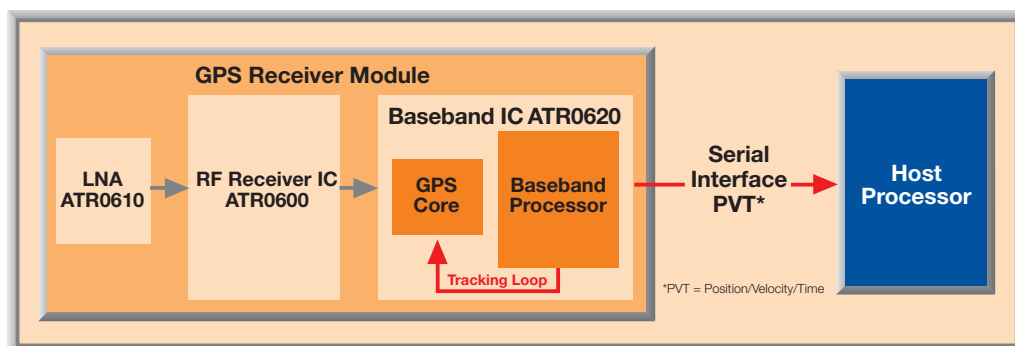 GPS Receiver Module
LNA
ATR0610
RF Receiver IC
ATR0600
Baseband IC ATR0620
GPS
Core
Baseband
Processor
Tracking Loop
Serial
Interface
PVT*
*PVT = Position/Velocity/Time
Host
Processor